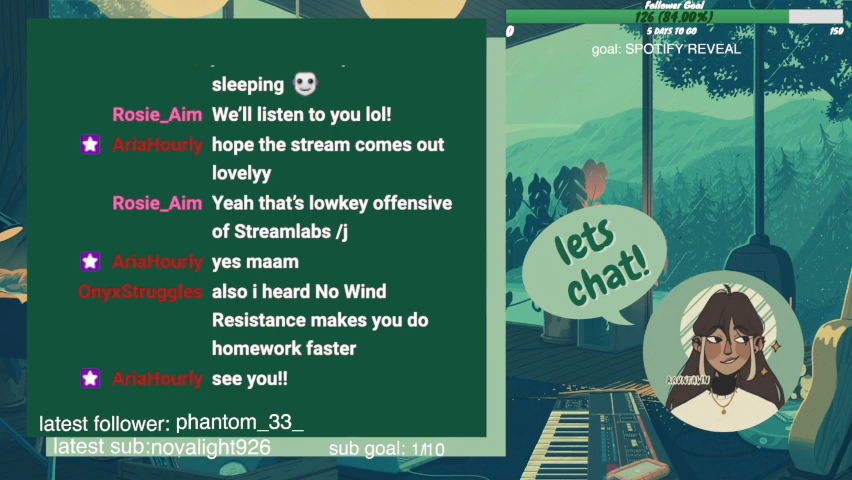 Follower Goal
126 (84.00%)
0 5 DAYS TO GO 150
goal: SPOTIFY REVEAL
sleeping
Rosie_Aim We'll listen to you lol!
AriaHourly hope the stream comes out
lovelyy
Rosie_Aim Yeah that's lowkey offensive
of Streamlabs /j
AriaHourly yes maam
OnyxStruggles also i heard No Wind
Resistance makes you do
homework faster
AriaHourly see you!!
lets
chat!
latest follower: phantom_33_
latest sub:novalight926
sub goal: 1/10